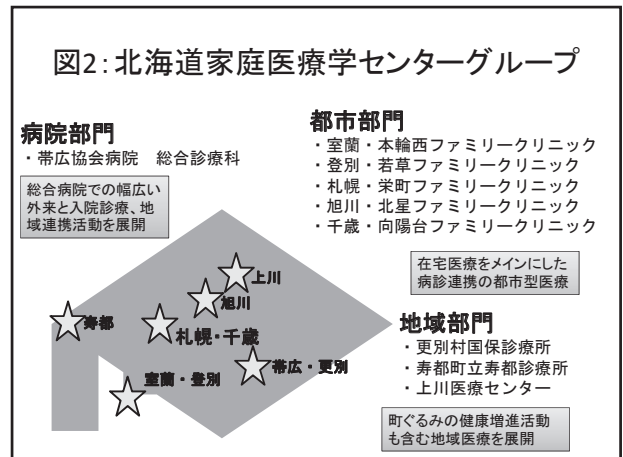 図2:北海道家庭医療学センターグループ
病院部門
・帯広協会病院 総合診療科
総合病院での幅広い
外来と入院診療、地
域連携活動を展開
都市部門
・室蘭・本輪西ファミリークリニック
・登別・若草ファミリークリニック
・札幌・栄町ファミリークリニック
・旭川・北星ファミリークリニック
・千歳・向陽台ファミリークリニック
在宅医療をメインにした
病診連携の都市型医療
上川
旭川
寿都
札幌・千歳
帯広・更別
室蘭・登別
地域部門
・更別村国保診療所
・寿都町立寿都診療所
・上川医療センター
町ぐるみの健康増進活動
も含む地域医療を展開